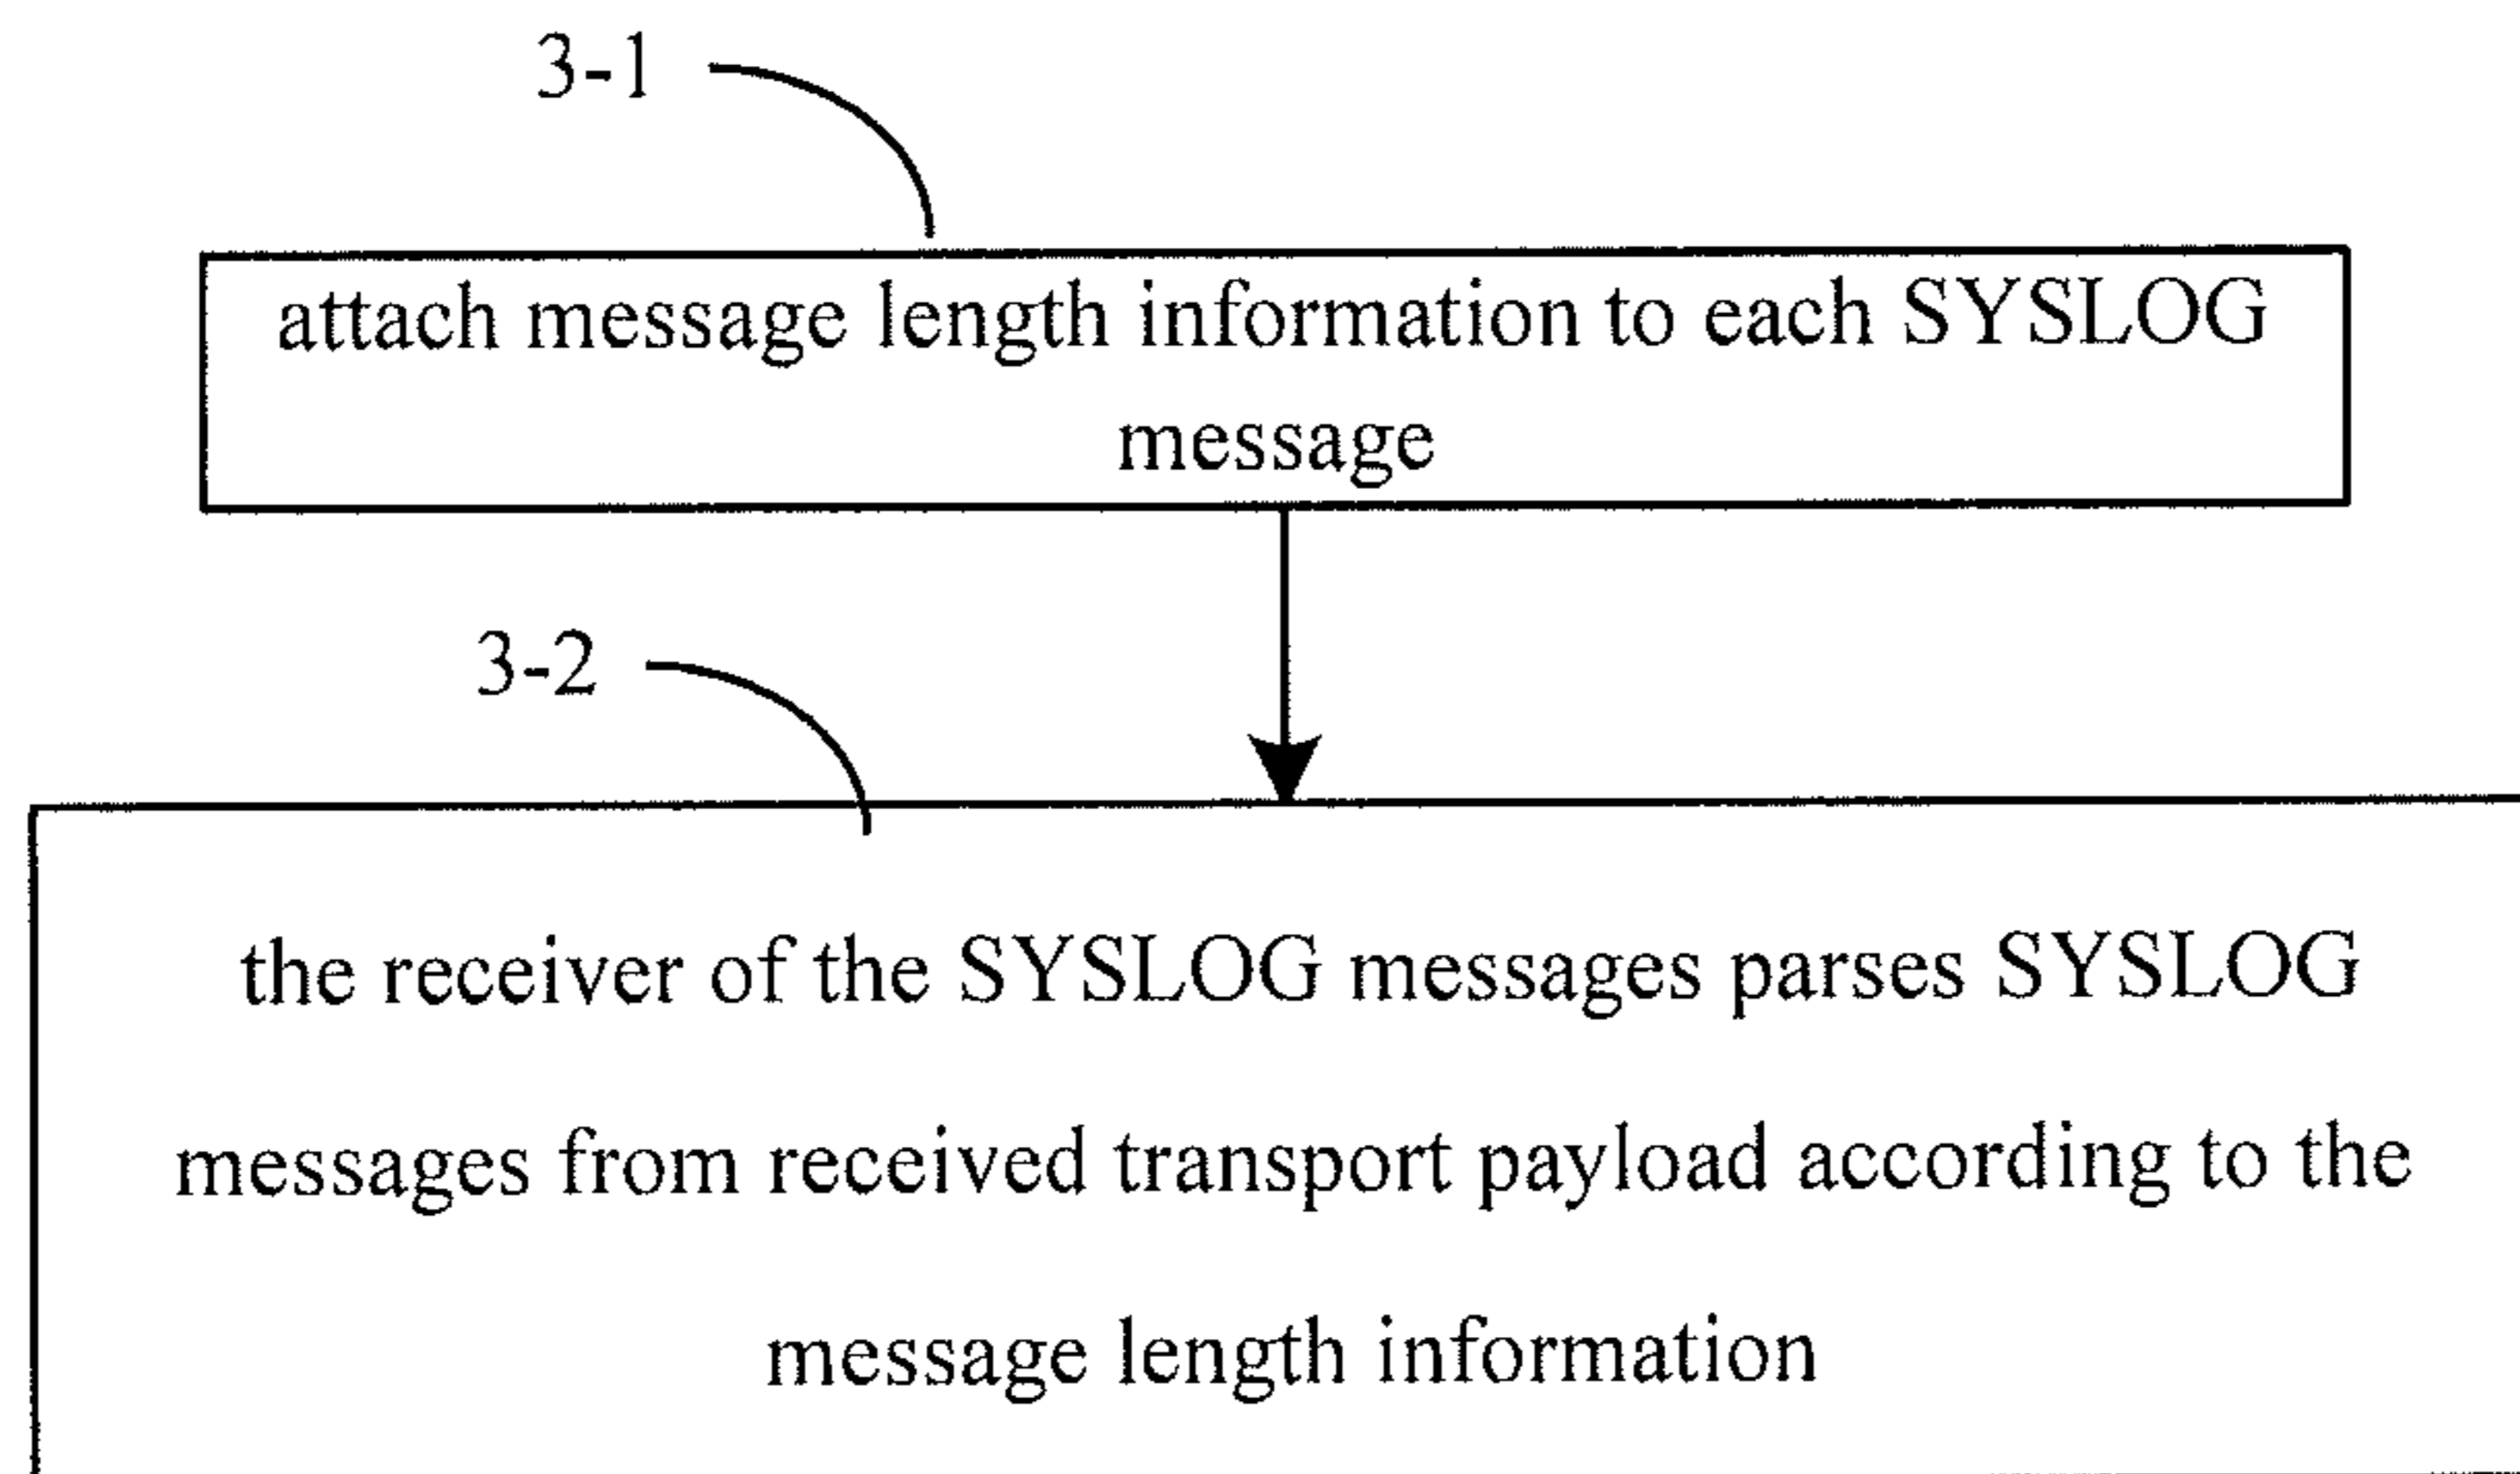 3-1
attach message length information to each SYSLOG
message
3-2
the receiver of the SYSLOG messages parses SYSLOG
messages from received transport payload according to the
message length information